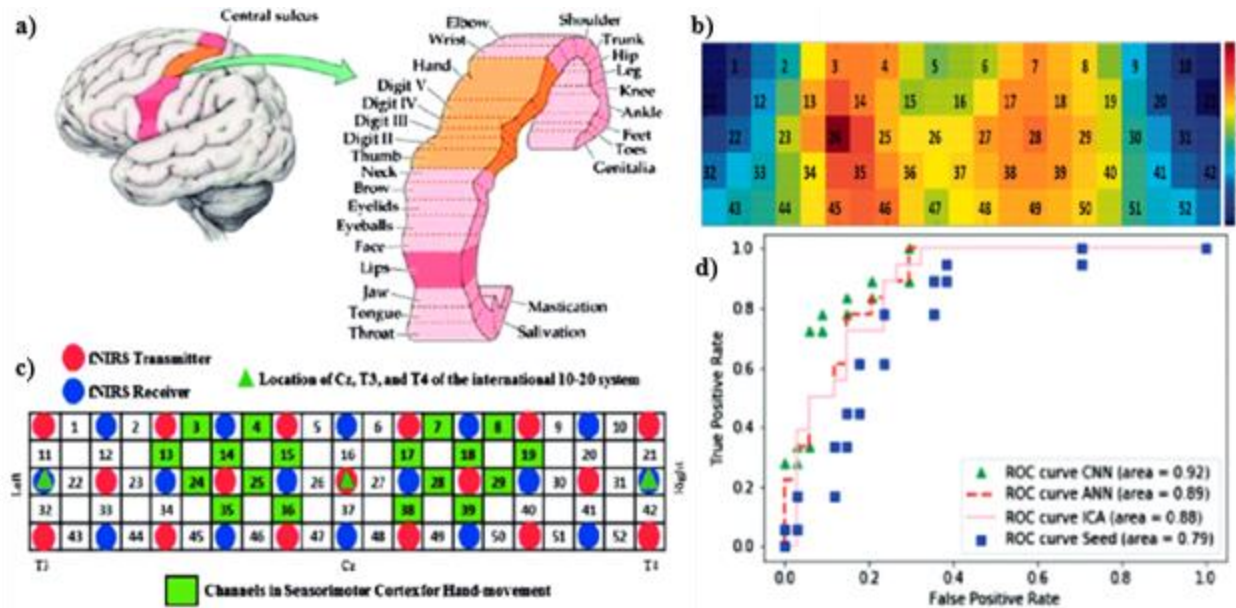 a)
Central sulcus
Elbow
Wrist
Hand
Digit V
Digit IV
Digit III
Digit II
Thumb
Neck
Brow
Eyelids
Eyeballs
Face
Lips
Jaw
Tongue
Throat
Shoulder
Trunk
Hip
Leg
Knee
Ankle
Feet
Toes
Genitalia
Mastication
Salivation
b)
1 2 3 4 5 6 7 8 9 10
12 13 14 15 16 17 18 19 20
22 23 25 26 27 28 29 30 31
32 33 34 35 36 37 38 39 40 41 42
43 44 45 46 47 48 49 50 51 52
c)
fNIRS Transmitter
fNIRS Receiver
Location of Cz, T3, and T4 of the international 10-20 system
1 2 3 4 5 6 7 8 9 10
11 12 13 14 15 16 17 18 19 20 21
Left
22 23 24 25 26 27 28 29 30 31
Right
32 33 34 35 36 37 38 39 40 41 42
43 44 45 46 47 48 49 50 51 52
T3 Cz T4
Channels in Sensorimotor Cortex for Hand-movement
d)
True Positive Rate
1.0
0.8
0.6
0.4
0.2
0.0
ROC curve CNN (area = 0.92)
ROC curve ANN (area = 0.89)
ROC curve ICA (area = 0.88)
ROC curve Seed (area = 0.79)
0.0 0.2 0.4 0.6 0.8 1.0
False Positive Rate